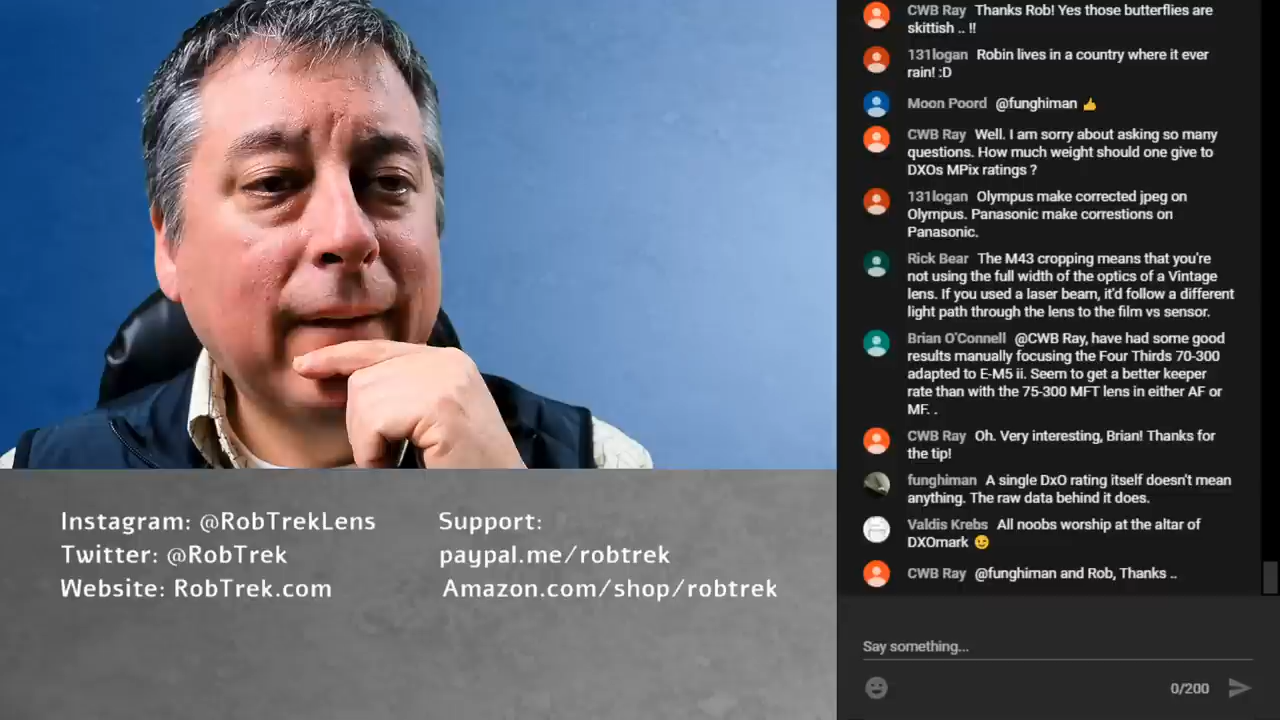 Instagram: @RobTrekLens
Twitter: @RobTrek
Website: RobTrek.com
Support:
paypal.me/robtrek
Amazon.com/shop/robtrek
CWB Ray Thanks Rob! Yes those butterflies are
skittish .. !!
131logan Robin lives in a country where it ever
rain! :D
Moon Poord @funghiman 👍
CWB Ray Well. I am sorry about asking so many
questions. How much weight should one give to
DXOs MPix ratings ?
131logan Olympus make corrected jpeg on
Olympus. Panasonic make correstions on
Panasonic.
Rick Bear The M43 cropping means that you're
not using the full width of the optics of a Vintage
lens. If you used a laser beam, it'd follow a different
light path through the lens to the film vs sensor.
Brian O'Connell @CWB Ray, have had some good
results manually focusing the Four Thirds 70-300
adapted to E-M5 ii. Seem to get a better keeper
rate than with the 75-300 MFT lens in either AF or
MF. .
CWB Ray Oh. Very interesting, Brian! Thanks for
the tip!
funghiman A single DxO rating itself doesn't mean
anything. The raw data behind it does.
Valdis Krebs All noobs worship at the altar of
DXOmark 😉
CWB Ray @funghiman and Rob, Thanks ..
Say something...
0/200